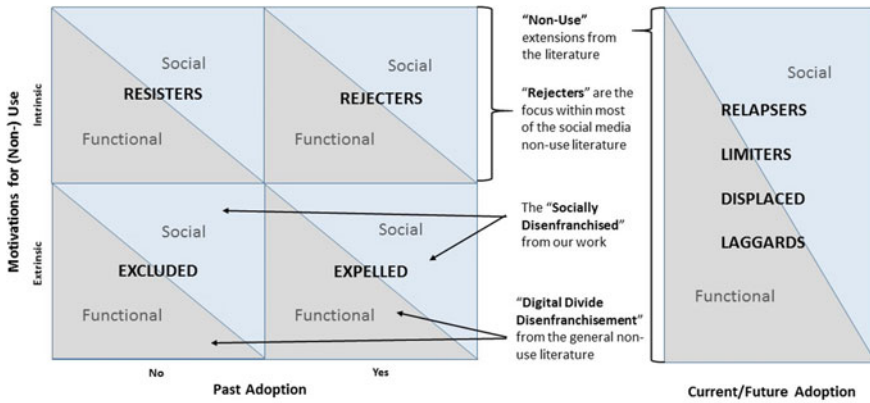 Motivations for (Non-) Use
Intrinsic
Extrinsic
Social
RESISTERS
Functional
Social
REJECTERS
Functional
Social
EXCLUDED
Functional
Social
EXPELLED
Functional
No
Yes
Past Adoption
“Non-Use”
extensions from
the literature
“Rejecters” are the
focus within most
of the social media
non-use literature
The “Socially
Disenfranchised”
from our work
“Digital Divide
Disenfranchisement”
from the general non-
use literature
Social
RELAPSERS
LIMITERS
DISPLACED
LAGGARDS
Functional
Current/Future Adoption